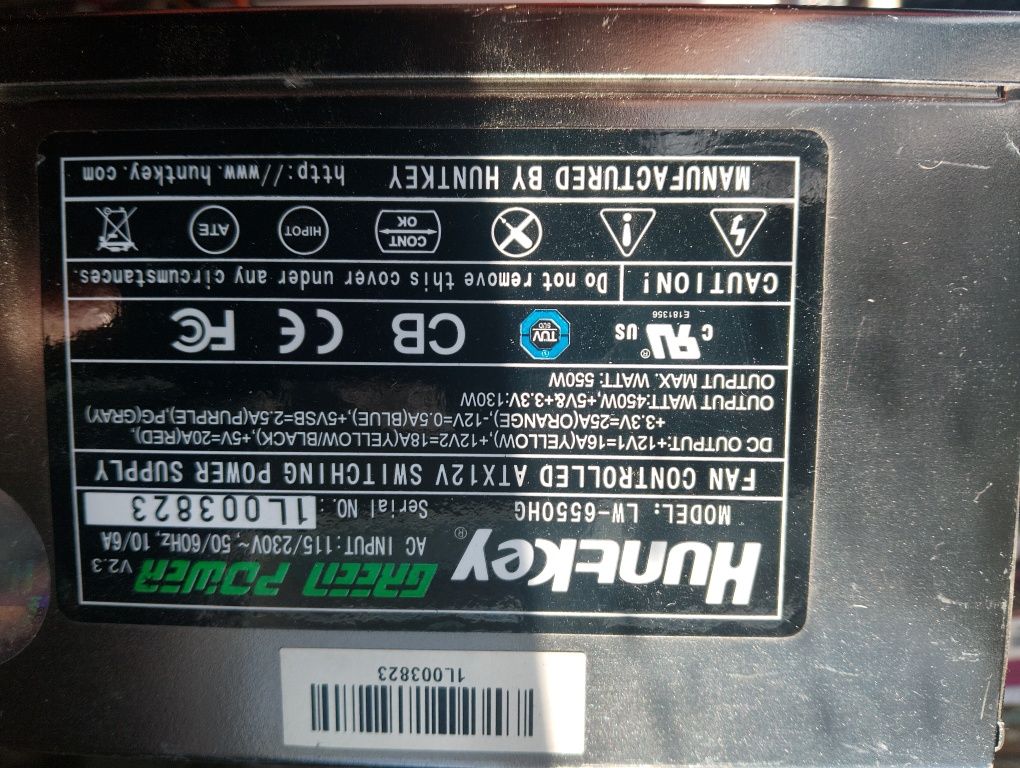 Huntkey®
GREEN POWER V2.3
AC INPUT: 115/230V~, 50/60Hz, 10/6A
MODEL: LW-6550HG Serial NO: 1L003823
FAN CONTROLLED ATX12V SWITCHING POWER SUPPLY
DC OUTPUT:+12V1=16A(YELLOW),+12V2=18A(YELLOW/BLACK),+5V=20A(RED),
+3.3V=25A(ORANGE),-12V=0.5A(BLUE),+5VSB=2.5A(PURPLE),PG(GRAY)
OUTPUT WATT:450W,+5V&+3.3V:130W
OUTPUT MAX. WATT: 550W
c RU® US
E181356
TÜV
CB CE FC
CAUTION! Do not remove this cover under any circumstances.
CONT OK
HIPOT
ATE
MANUFACTURED BY HUNTKEY http://www.huntkey.com
1L003823